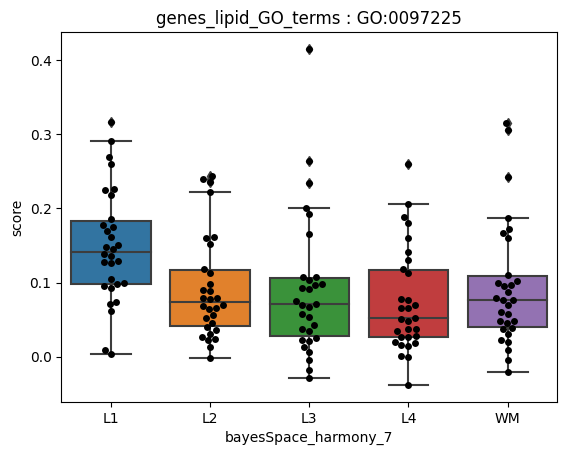 genes_lipid_GO_terms : GO:0097225
0.4
0.3
0.2
0.1
0.0
score
L1 L2 L3 L4 WM
bayesSpace_harmony_7